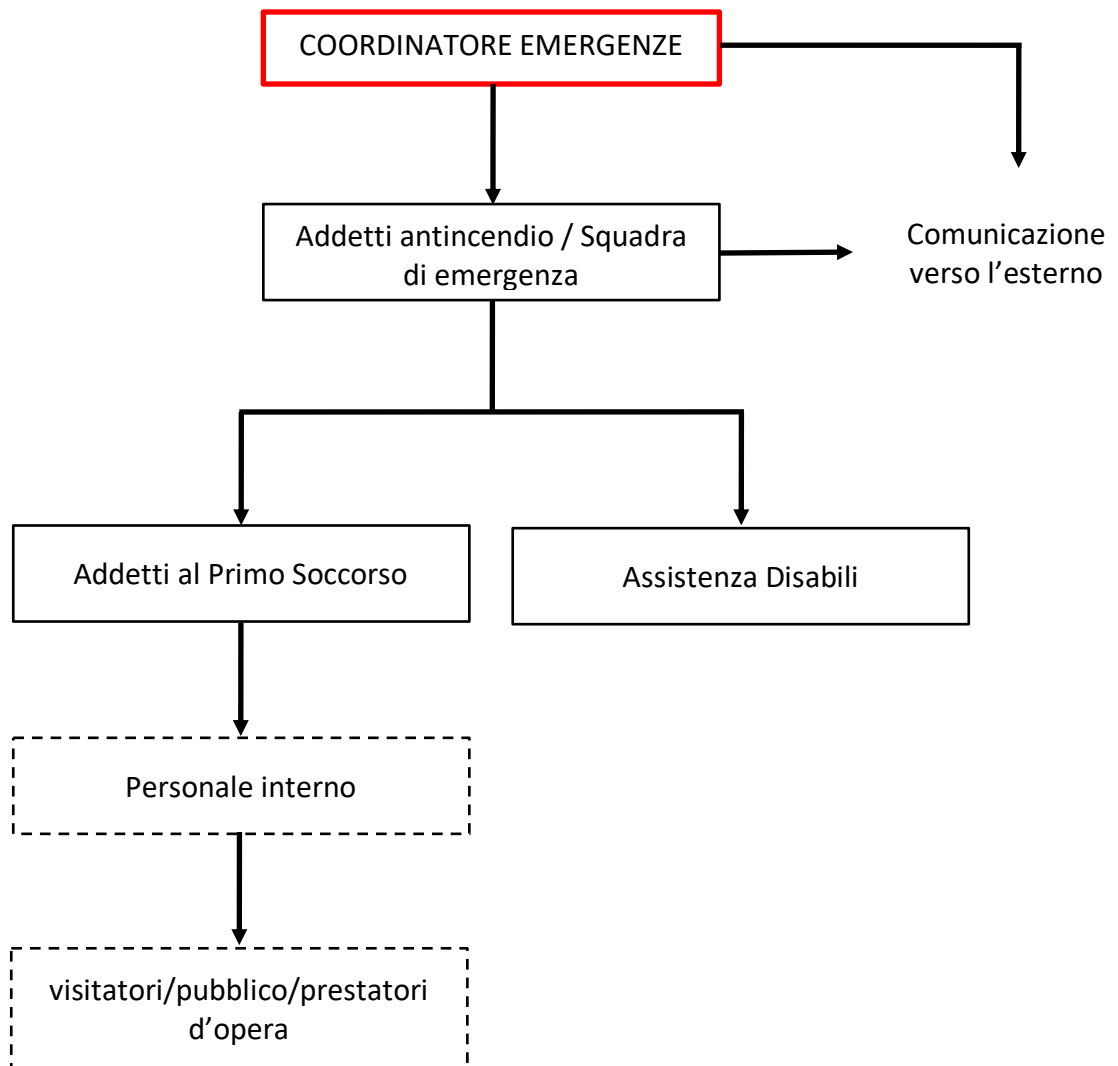 COORDINATORE EMERGENZE
Addetti antincendio / Squadra
di emergenza
Comunicazione
verso l’esterno
Addetti al Primo Soccorso
Assistenza Disabili
Personale interno
visitatori/pubblico/prestatori
d’opera